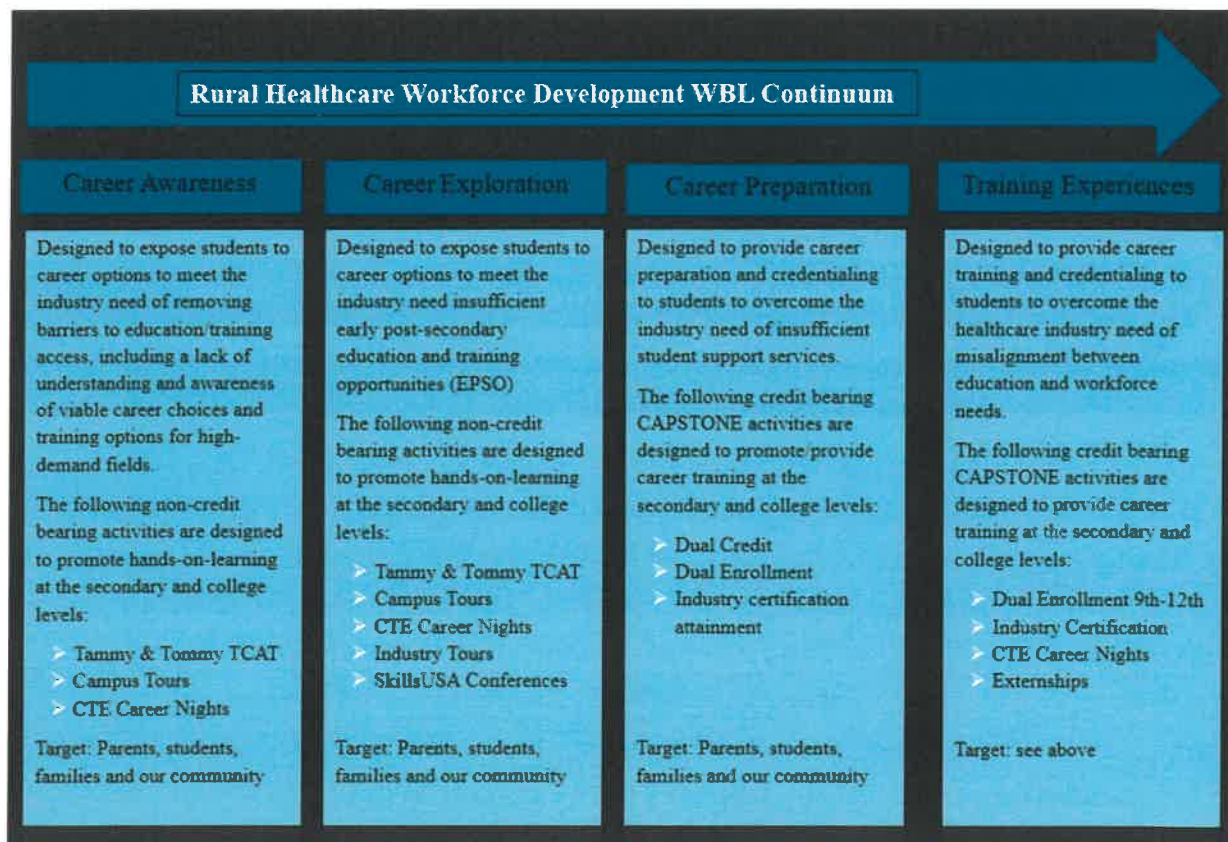 Rural Healthcare Workforce Development WBL Continuum
Career Awareness
Designed to expose students to
career options to meet the
industry need of removing
barriers to education/training
access, including a lack of
understanding and awareness
of viable career choices and
training options for high-
demand fields.
The following non-credit
bearing activities are designed
to promote hands-on-learning
at the secondary and college
levels:
Tammy & Tommy TCAT
Campus Tours
CTE Career Nights
Target: Parents, students,
families and our community
Career Exploration
Designed to expose students to
career options to meet the
industry need insufficient
early post-secondary
education and training
opportunities (EPSO)
The following non-credit
bearing activities are designed
to promote hands-on-learning
at the secondary and college
levels:
Tammy & Tommy TCAT
Campus Tours
CTE Career Nights
Industry Tours
SkillsUSA Conferences
Target: Parents, students,
families and our community
Career Preparation
Designed to provide career
preparation and credentialing
to students to overcome the
industry need of insufficient
student support services.
The following credit bearing
CAPSTONE activities are
designed to promote/provide
career training at the
secondary and college levels:
Dual Credit
Dual Enrollment
Industry certification
attainment
Target: Parents, students,
families and our community
Training Experiences
Designed to provide career
training and credentialing to
students to overcome the
healthcare industry need of
misalignment between
education and workforce
needs.
The following credit bearing
CAPSTONE activities are
designed to provide career
training at the secondary and
college levels:
Dual Enrollment 9th-12th
Industry Certification
CTE Career Nights
Externships
Target: see above